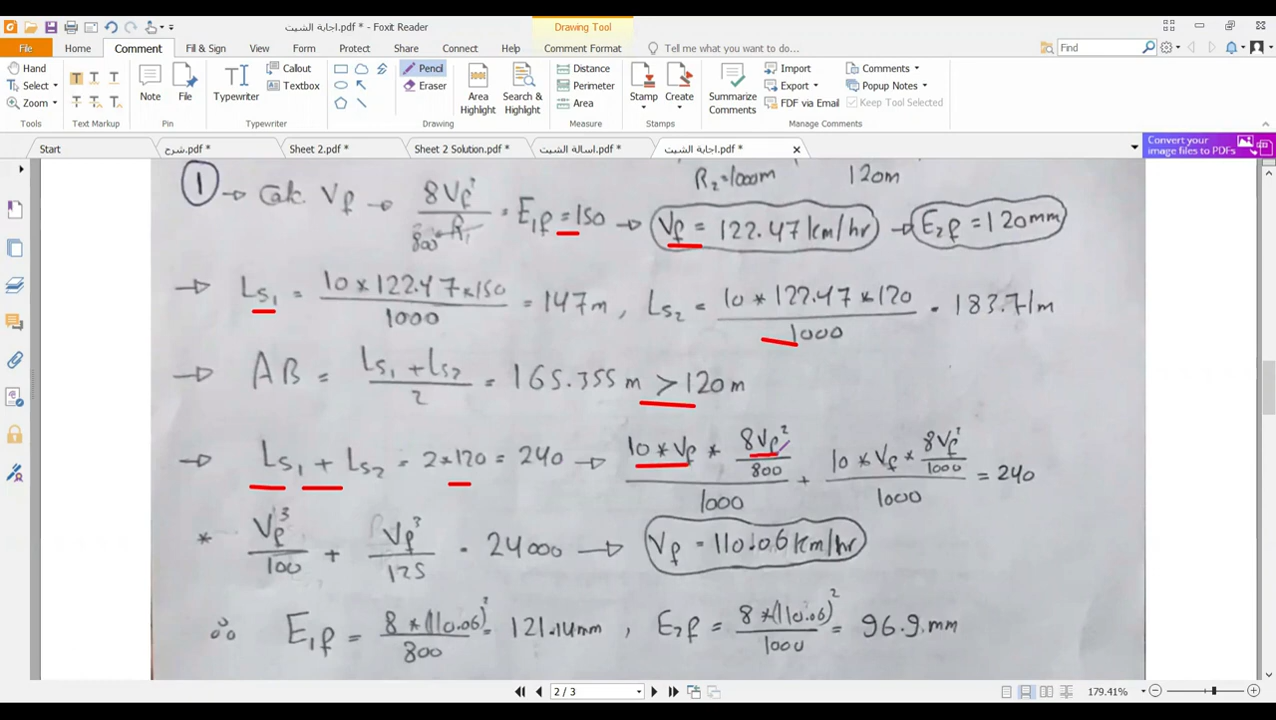 اجابة الشيت.pdf * - Foxit Reader
Drawing Tool
File Home Comment Fill & Sign View Form Protect Share Connect Help Comment Format Tell me what you want to do... Find
Hand Select Zoom Tools
Text Markup
Note File Pin
Typewriter Callout Textbox Typewriter
Pencil Eraser Drawing
Area Highlight Search & Highlight
Distance Perimeter Area Measure
Stamp Create Stamps
Summarize Comments Import Export FDF via Email Comments Popup Notes Keep Tool Selected Manage Comments
Start شرح.pdf * Sheet 2.pdf * Sheet 2 Solution.pdf * اسالة الشيت.pdf * اجابة الشيت.pdf *
Convert your image files to PDFs
R2=1000m 120m
1 → Calc. Vp → 8Vp²/800 R1 = E1p = 150 → Vp = 122.47 km/hr → E2p = 120mm
→ Ls1 = 10*122.47*150/1000 = 147m , Ls2 = 10*122.47*120/1000 = 183.71m
→ AB = Ls1+Ls2/2 = 165.355 m > 120 m
→ Ls1 + Ls2 = 2*120 = 240 → 10*Vp*8Vp²/800/1000 + 10*Vp*8Vp²/1000/1000 = 240
* Vp³/100 + Vp³/125 = 24000 → Vp = 110.06 km/hr
∴ E1p = 8*(110.06)²/800 = 121.14mm , E2p = 8*(110.06)²/1000 = 96.9.mm
2 / 3 179.41%